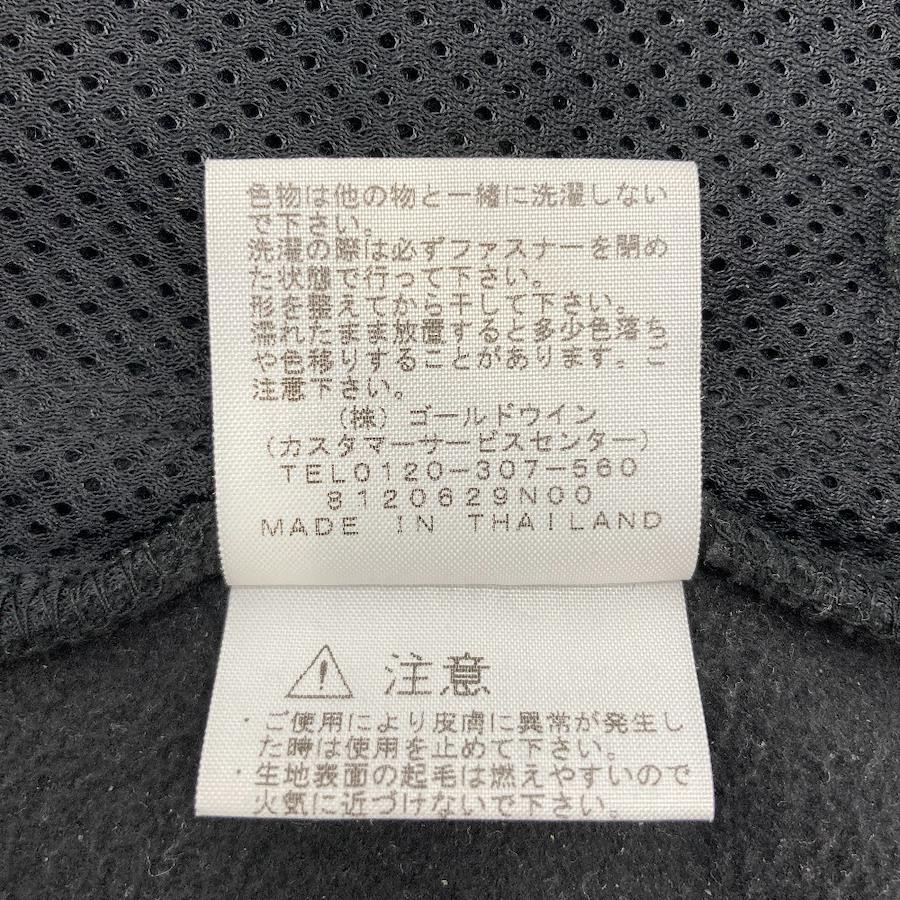 色物は他の物と一緒に洗濯しない
で下さい。
洗濯の際は必ずファスナーを閉め
た状態で行って下さい。
形を整えてから干して下さい。
濡れたまま放置すると多少色落ち
や色移りすることがあります。ご
注意下さい。
(株)ゴールドウイン
(カスタマーサービスセンター)
TEL0120-307-560
8120629N00
MADE IN THAILAND
注意
・ご使用により皮膚に異常が発生し
た時は使用を止めて下さい。
・生地表面の起毛は燃えやすいので
火気に近づけないで下さい。